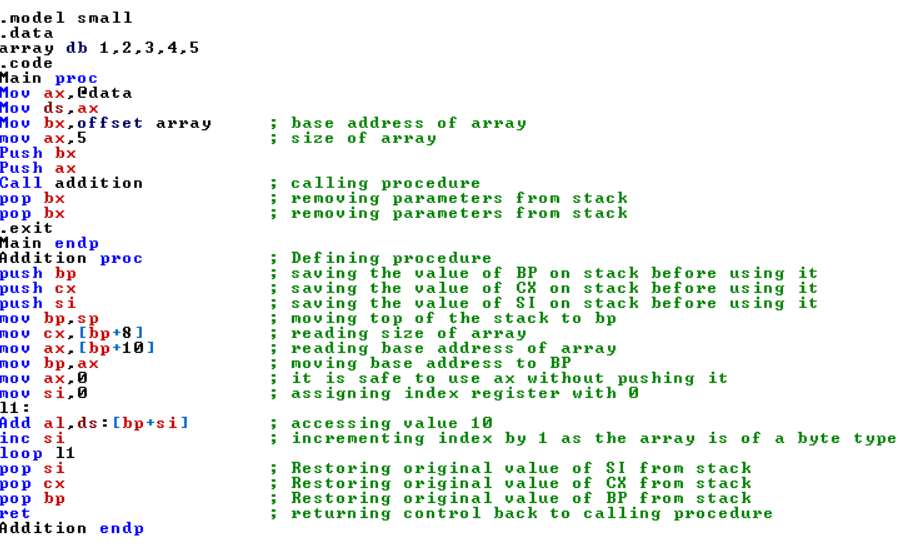 .model small
.data
array db 1,2,3,4,5
.code
Main proc
Mov ax,@data
Mov ds,ax
Mov bx,offset array ; base address of array
mov ax,5 ; size of array
Push bx
Push ax
Call addition ; calling procedure
pop bx ; removing parameters from stack
pop bx ; removing parameters from stack
.exit
Main endp
Addition proc ; Defining procedure
push bp ; saving the value of BP on stack before using it
push cx ; saving the value of CX on stack before using it
push si ; saving the value of SI on stack before using it
mov bp,sp ; moving top of the stack to bp
mov cx,[bp+8] ; reading size of array
mov ax,[bp+10] ; reading base address of array
mov bp,ax ; moving base address to BP
mov ax,0 ; it is safe to use ax without pushing it
mov si,0 ; assigning index register with 0
l1:
Add al,ds:[bp+si] ; accessing value 10
inc si ; incrementing index by 1 as the array is of a byte type
loop l1
pop si ; Restoring original value of SI from stack
pop cx ; Restoring original value of CX from stack
pop bp ; Restoring original value of BP from stack
ret ; returning control back to calling procedure
Addition endp